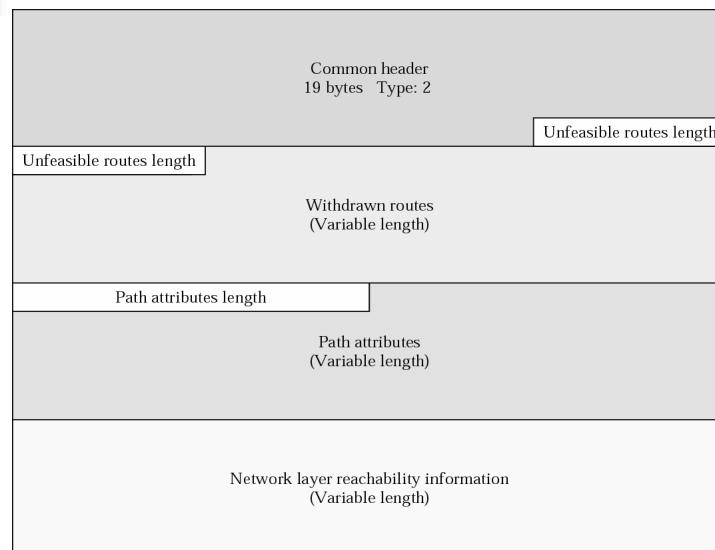 Common header
19 bytes Type: 2
Unfeasible routes length
Unfeasible routes length
Withdrawn routes
(Variable length)
Path attributes length
Path attributes
(Variable length)
Network layer reachability information
(Variable length)